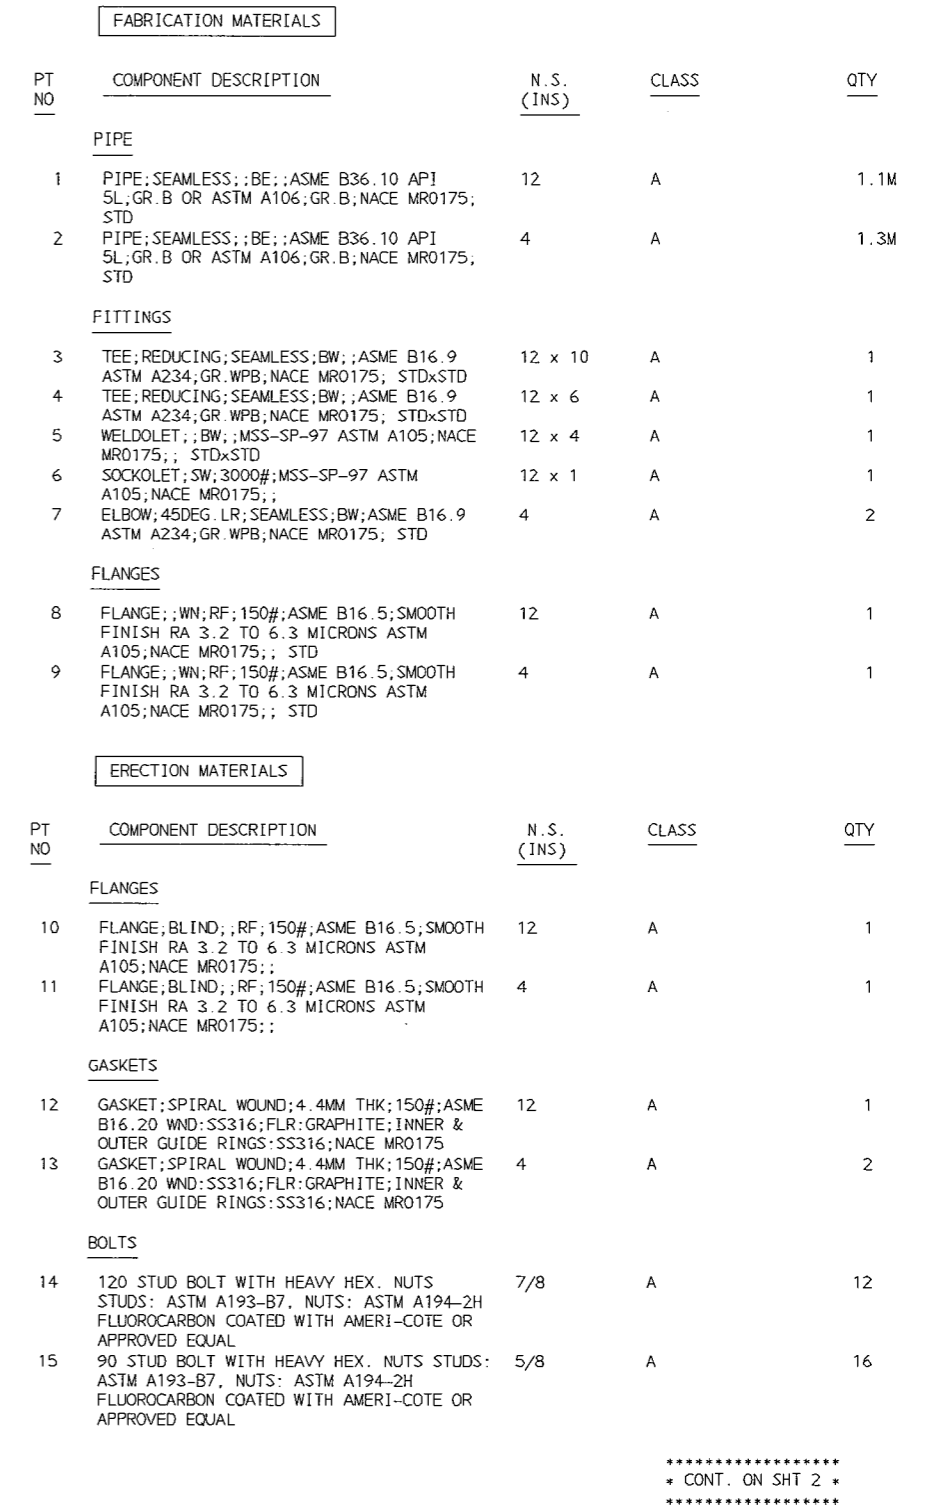 FABRICATION MATERIALS
PT NO COMPONENT DESCRIPTION N.S. (INS) CLASS QTY
PIPE
1 PIPE;SEAMLESS;;BE;;ASME B36.10 API 12 A 1.1M
5L;GR.B OR ASTM A106;GR.B;NACE MR0175;
STD
2 PIPE;SEAMLESS;;BE;;ASME B36.10 API 4 A 1.3M
5L;GR.B OR ASTM A106;GR.B;NACE MR0175;
STD
FITTINGS
3 TEE;REDUCING;SEAMLESS;BW;;ASME B16.9 12 x 10 A 1
ASTM A234;GR.WPB;NACE MR0175; STDxSTD
4 TEE;REDUCING;SEAMLESS;BW;;ASME B16.9 12 x 6 A 1
ASTM A234;GR.WPB;NACE MR0175; STDxSTD
5 WELDOLET;;BW;;MSS-SP-97 ASTM A105;NACE 12 x 4 A 1
MR0175;; STDxSTD
6 SOCKOLET;SW;3000#;MSS-SP-97 ASTM 12 x 1 A 1
A105;NACE MR0175;;
7 ELBOW;45DEG.LR;SEAMLESS;BW;ASME B16.9 4 A 2
ASTM A234;GR.WPB;NACE MR0175; STD
FLANGES
8 FLANGE;;WN;RF;150#;ASME B16.5;SMOOTH 12 A 1
FINISH RA 3.2 TO 6.3 MICRONS ASTM
A105;NACE MR0175;; STD
9 FLANGE;;WN;RF;150#;ASME B16.5;SMOOTH 4 A 1
FINISH RA 3.2 TO 6.3 MICRONS ASTM
A105;NACE MR0175;; STD
ERECTION MATERIALS
PT NO COMPONENT DESCRIPTION N.S. (INS) CLASS QTY
FLANGES
10 FLANGE;BLIND;;RF;150#;ASME B16.5;SMOOTH 12 A 1
FINISH RA 3.2 TO 6.3 MICRONS ASTM
A105;NACE MR0175;;
11 FLANGE;BLIND;;RF;150#;ASME B16.5;SMOOTH 4 A 1
FINISH RA 3.2 TO 6.3 MICRONS ASTM
A105;NACE MR0175;;
GASKETS
12 GASKET;SPIRAL WOUND;4.4MM THK;150#;ASME 12 A 1
B16.20 WND:SS316;FLR:GRAPHITE;INNER &
OUTER GUIDE RINGS:SS316;NACE MR0175
13 GASKET;SPIRAL WOUND;4.4MM THK;150#;ASME 4 A 2
B16.20 WND:SS316;FLR:GRAPHITE;INNER &
OUTER GUIDE RINGS:SS316;NACE MR0175
BOLTS
14 120 STUD BOLT WITH HEAVY HEX. NUTS 7/8 A 12
STUDS: ASTM A193-B7, NUTS: ASTM A194-2H
FLUOROCARBON COATED WITH AMERI-COTE OR
APPROVED EQUAL
15 90 STUD BOLT WITH HEAVY HEX. NUTS STUDS: 5/8 A 16
ASTM A193-B7, NUTS: ASTM A194-2H
FLUOROCARBON COATED WITH AMERI-COTE OR
APPROVED EQUAL
******************
* CONT. ON SHT 2 *
******************